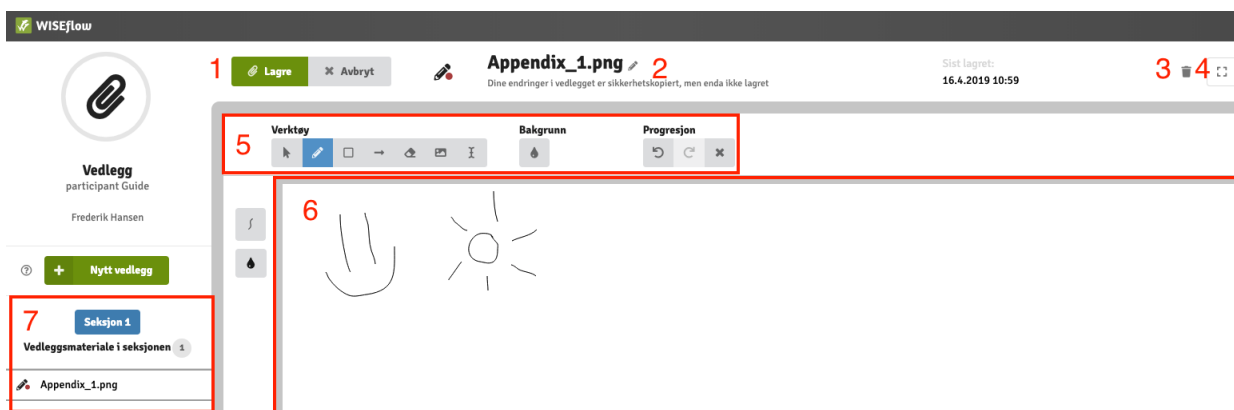 WISEflow
1
Lagre
Avbryt
Appendix_1.png
2
Dine endringer i vedlegget er sikkerhetskopiert, men enda ikke lagret
Sist lagret:
16.4.2019 10:59
3
4
Vedlegg
participant Guide
Frederik Hansen
Nytt vedlegg
5
Verktøy
Bakgrunn
Progresjon
6
7
Seksjon 1
Vedleggsmateriale i seksjonen 1
Appendix_1.png